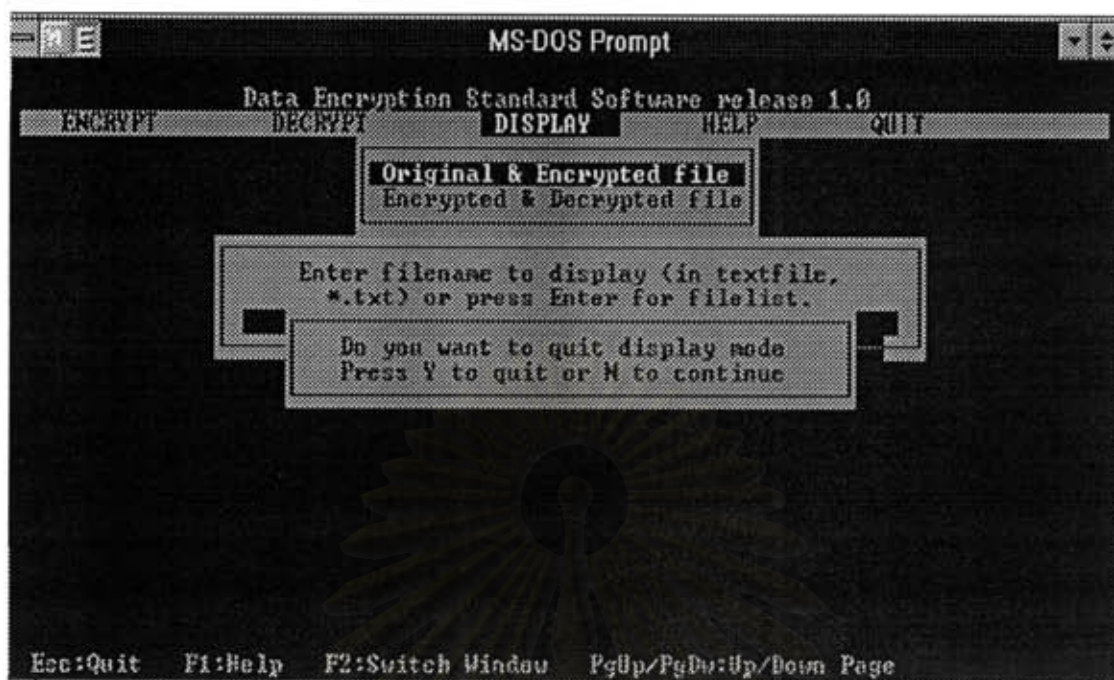 MS-DOS Prompt
Data Encryption Standard Software release 1.0
ENCRYPT DECRYPT DISPLAY HELP QUIT
Original & Encrypted file
Encrypted & Decrypted file
Enter filename to display (in textfile,
*.txt) or press Enter for filelist.
Do you want to quit display mode
Press Y to quit or N to continue
Esc:Quit F1:Help F2:Switch Window PgUp/PgDw:Up/Down Page